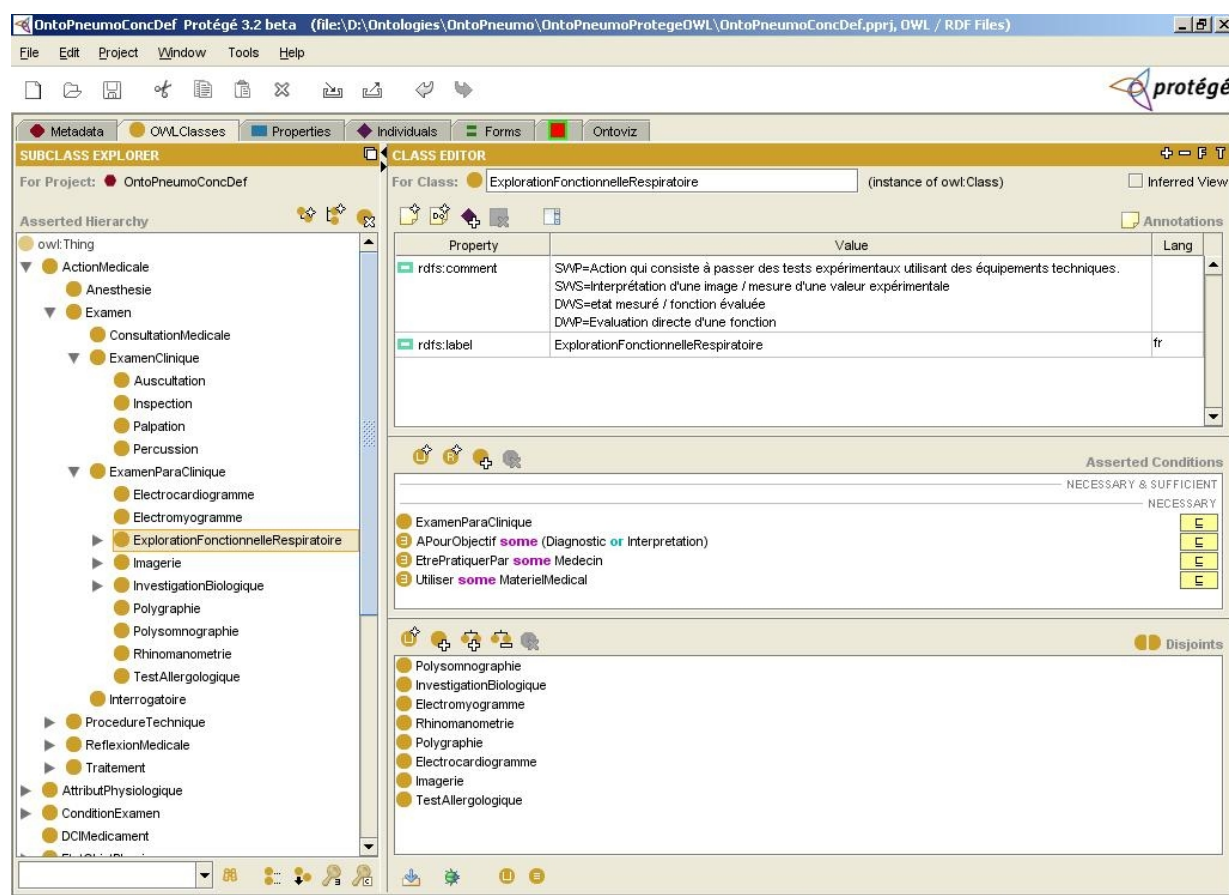 OntoPneumoConcDef Protégé 3.2 beta (file:\D:\Ontologies\OntoPneumo\OntoPneumoProtegeOWL\OntoPneumoConcDef.pprj, OWL / RDF Files)
File Edit Project Window Tools Help
protégé
Metadata OWLClasses Properties Individuals Forms Ontoviz
SUBCLASS EXPLORER
For Project: OntoPneumoConcDef
Asserted Hierarchy
owl:Thing
ActionMedicale
Anesthesie
Examen
ConsultationMedicale
ExamenClinique
Auscultation
Inspection
Palpation
Percussion
ExamenParaClinique
Electrocardiogramme
Electromyogramme
ExplorationFonctionnelleRespiratoire
Imagerie
InvestigationBiologique
Polygraphie
Polysomnographie
Rhinomanometrie
TestAllergologique
Interrogatoire
ProcedureTechnique
ReflexionMedicale
Traitement
AttributPhysiologique
ConditionExamen
DCIMedicament
CLASS EDITOR
For Class: ExplorationFonctionnelleRespiratoire (instance of owl:Class) Inferred View
Annotations
Property Value Lang
rdfs:comment SWP=Action qui consiste à passer des tests expérimentaux utilisant des équipements techniques.
SWS=Interprétation d'une image / mesure d'une valeur expérimentale
DWS=etat mesuré / fonction évaluée
DWP=Evaluation directe d'une fonction
rdfs:label ExplorationFonctionnelleRespiratoire fr
Asserted Conditions
NECESSARY & SUFFICIENT
NECESSARY
ExamenParaClinique
APourObjectif some (Diagnostic or Interpretation)
EtrePratiquerPar some Medecin
Utiliser some MaterielMedical
Disjoints
Polysomnographie
InvestigationBiologique
Electromyogramme
Rhinomanometrie
Polygraphie
Electrocardiogramme
Imagerie
TestAllergologique